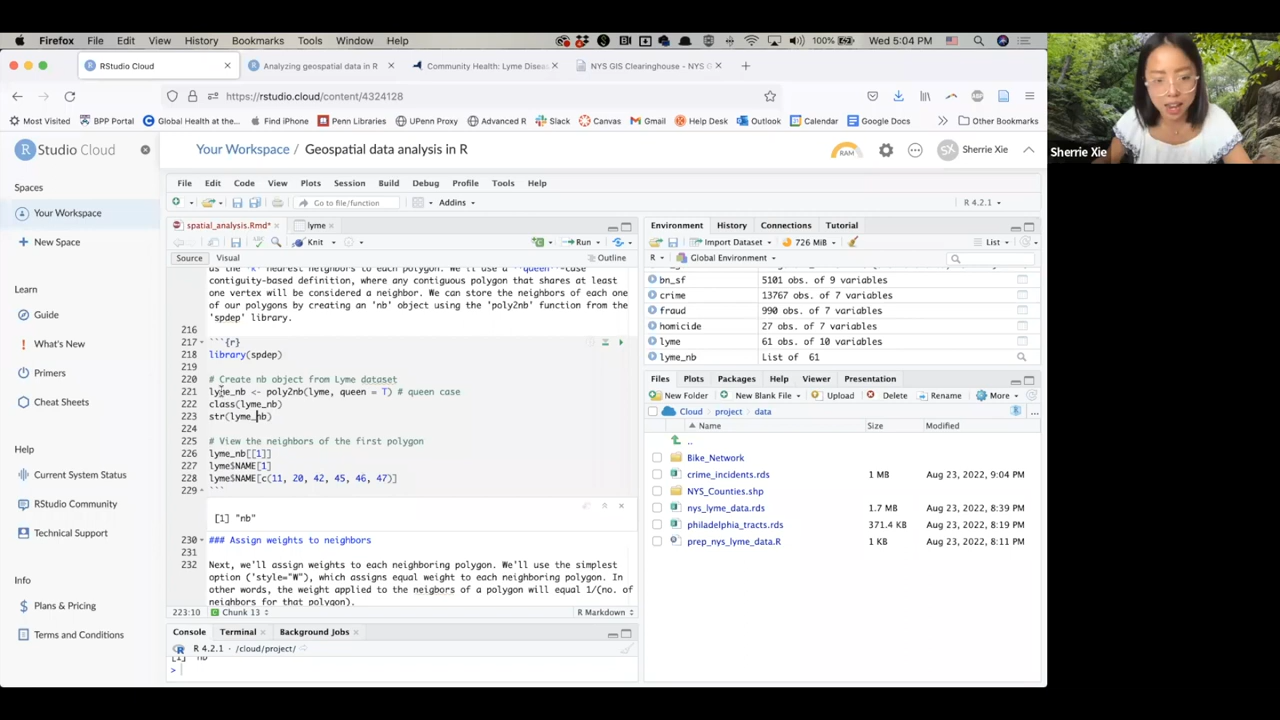 Firefox File Edit View History Bookmarks Tools Window Help 100% Wed 5:04 PM
RStudio Cloud Analyzing geospatial data in R Community Health: Lyme Diseas NYS GIS Clearinghouse - NYS G
https://rstudio.cloud/content/4324128
Most Visited BPP Portal Global Health at the... Find iPhone Penn Libraries UPenn Proxy Advanced R Slack Canvas Gmail Help Desk Outlook Calendar Google Docs Other Bookmarks
Sherrie Xie
R Studio Cloud
Your Workspace / Geospatial data analysis in R
RAM
SX Sherrie Xie
Spaces
Your Workspace
New Space
Learn
Guide
What's New
Primers
Cheat Sheets
Help
Current System Status
RStudio Community
Technical Support
Info
Plans & Pricing
Terms and Conditions
File Edit Code View Plots Session Build Debug Profile Tools Help
Go to file/function Addins R 4.2.1
spatial_analysis.Rmd* lyme
Knit Run
Source Visual Outline
as the *k* nearest neighbors to each polygon. We'll use a **queen**-case
contiguity-based definition, where any contiguous polygon that shares at least
one vertex will be considered a neighbor. We can store the neighbors of each one
of our polygons by creating an 'nb' object using the 'poly2nb' function from the
'spdep' library.
216
217 ```{r}
218 library(spdep)
219
220 # Create nb object from Lyme dataset
221 lyme_nb <- poly2nb(lyme, queen = T) # queen case
222 class(lyme_nb)
223 str(lyme_nb)
224
225 # View the neighbors of the first polygon
226 lyme_nb[[1]]
227 lyme$NAME[1]
228 lyme$NAME[c(11, 20, 42, 45, 46, 47)]
229 ```
[1] "nb"
230 ### Assign weights to neighbors
231
232 Next, we'll assign weights to each neighboring polygon. We'll use the simplest
option ('style="W"), which assigns equal weight to each neighboring polygon. In
other words, the weight applied to the neigbors of a polygon will equal 1/(no. of
neighbors for that polygon).
223:10 Chunk 13 R Markdown
Console Terminal Background Jobs
R 4.2.1 · /cloud/project/
[1] "nb"
>
Environment History Connections Tutorial
Import Dataset 726 MiB List
R Global Environment
bn_sf 5101 obs. of 9 variables
crime 13767 obs. of 7 variables
fraud 990 obs. of 7 variables
homicide 27 obs. of 7 variables
lyme 61 obs. of 10 variables
lyme_nb List of 61
Files Plots Packages Help Viewer Presentation
New Folder New Blank File Upload Delete Rename More
Cloud project data
Name Size Modified
..
Bike_Network
crime_incidents.rds 1 MB Aug 23, 2022, 9:04 PM
NYS_Counties.shp
nys_lyme_data.rds 1.7 MB Aug 23, 2022, 8:39 PM
philadelphia_tracts.rds 371.4 KB Aug 23, 2022, 8:19 PM
prep_nys_lyme_data.R 1 KB Aug 23, 2022, 8:11 PM